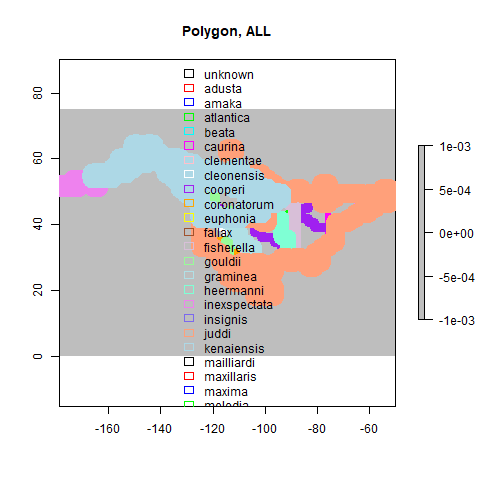 Polygon, ALL
unknown
adusta
amaka
atlantica
beata
caurina
clementae
cleonensis
cooperi
coronatorum
euphonia
fallax
fisherella
gouldii
graminea
heermanni
inexspectata
insignis
juddi
kenaiensis
mailliardi
maxillaris
maxima
melodia
80
60
40
20
0
-160
-140
-120
-100
-80
-60
1e-03
5e-04
0e+00
-5e-04
-1e-03